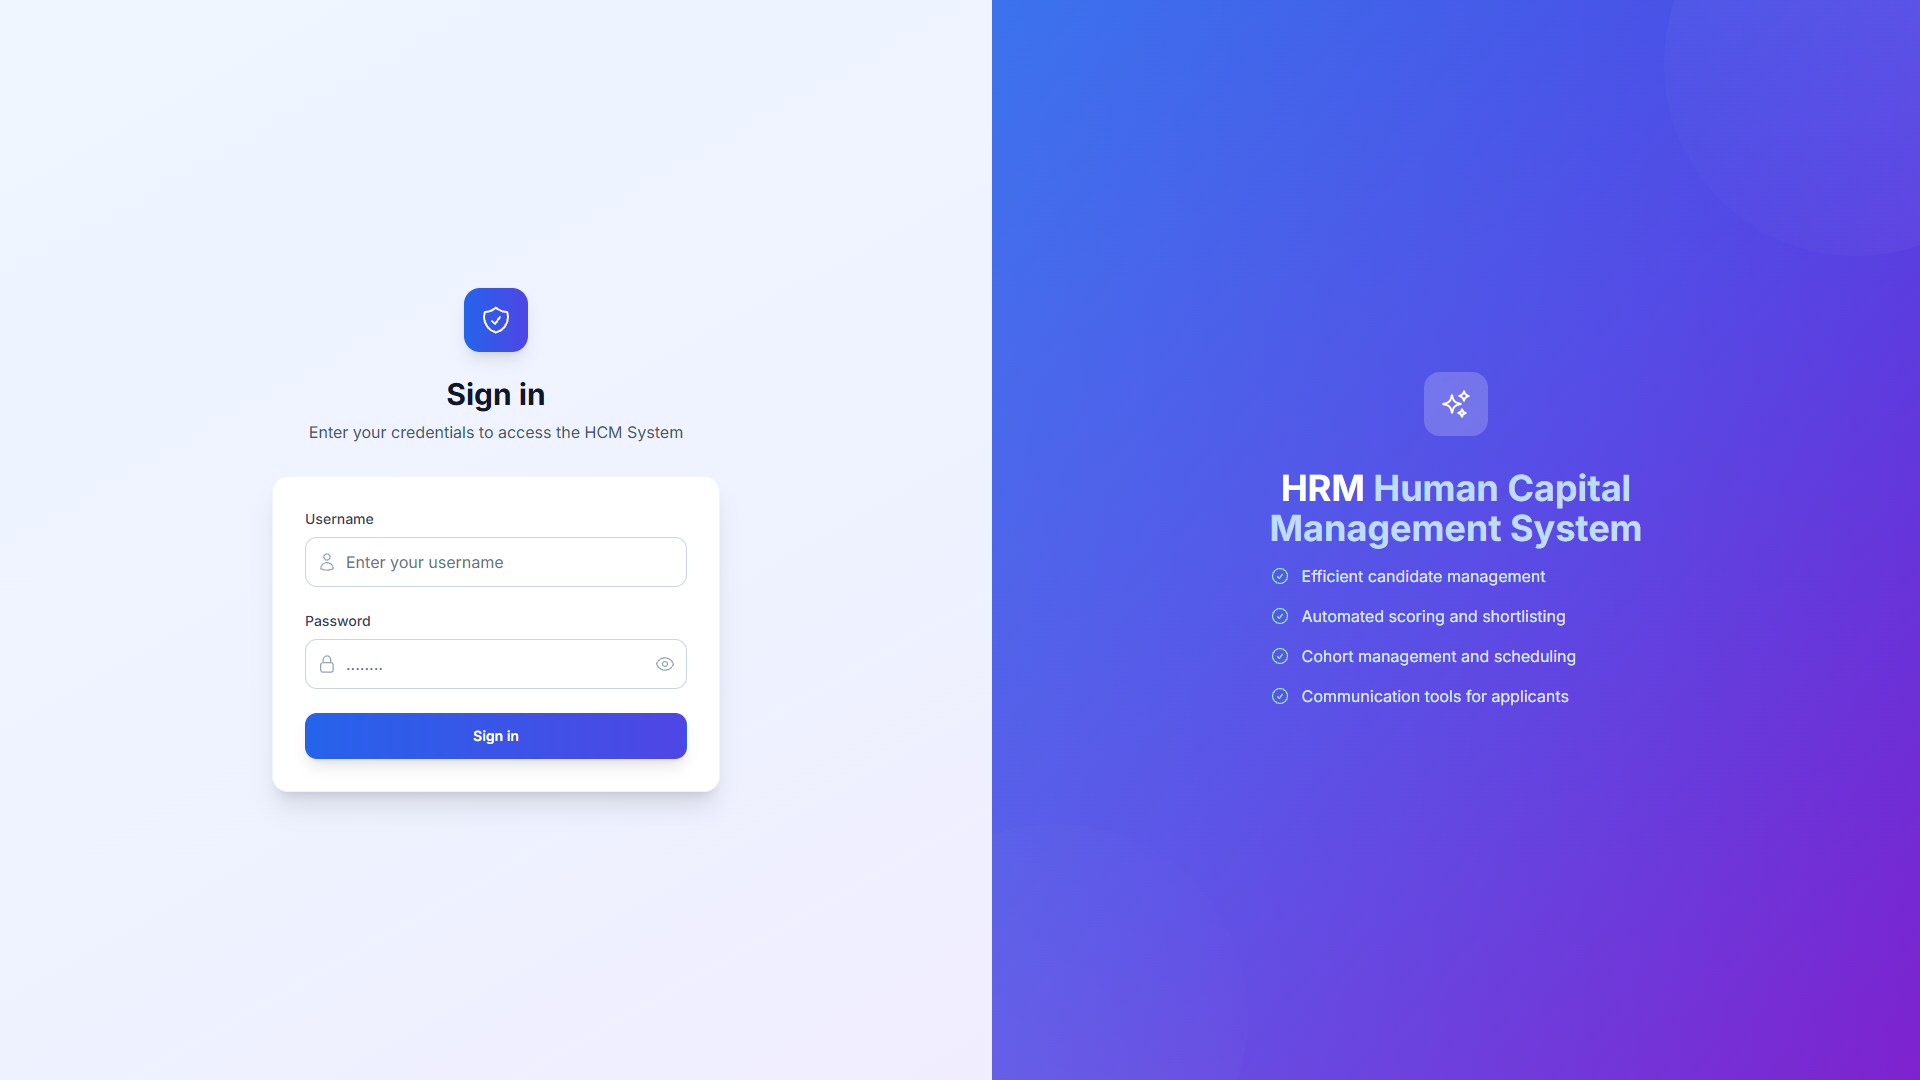 Sign in
Enter your credentials to access the HCM System
Username
Enter your username
Password
........
Sign in
HRM Human Capital
Management System
Efficient candidate management
Automated scoring and shortlisting
Cohort management and scheduling
Communication tools for applicants